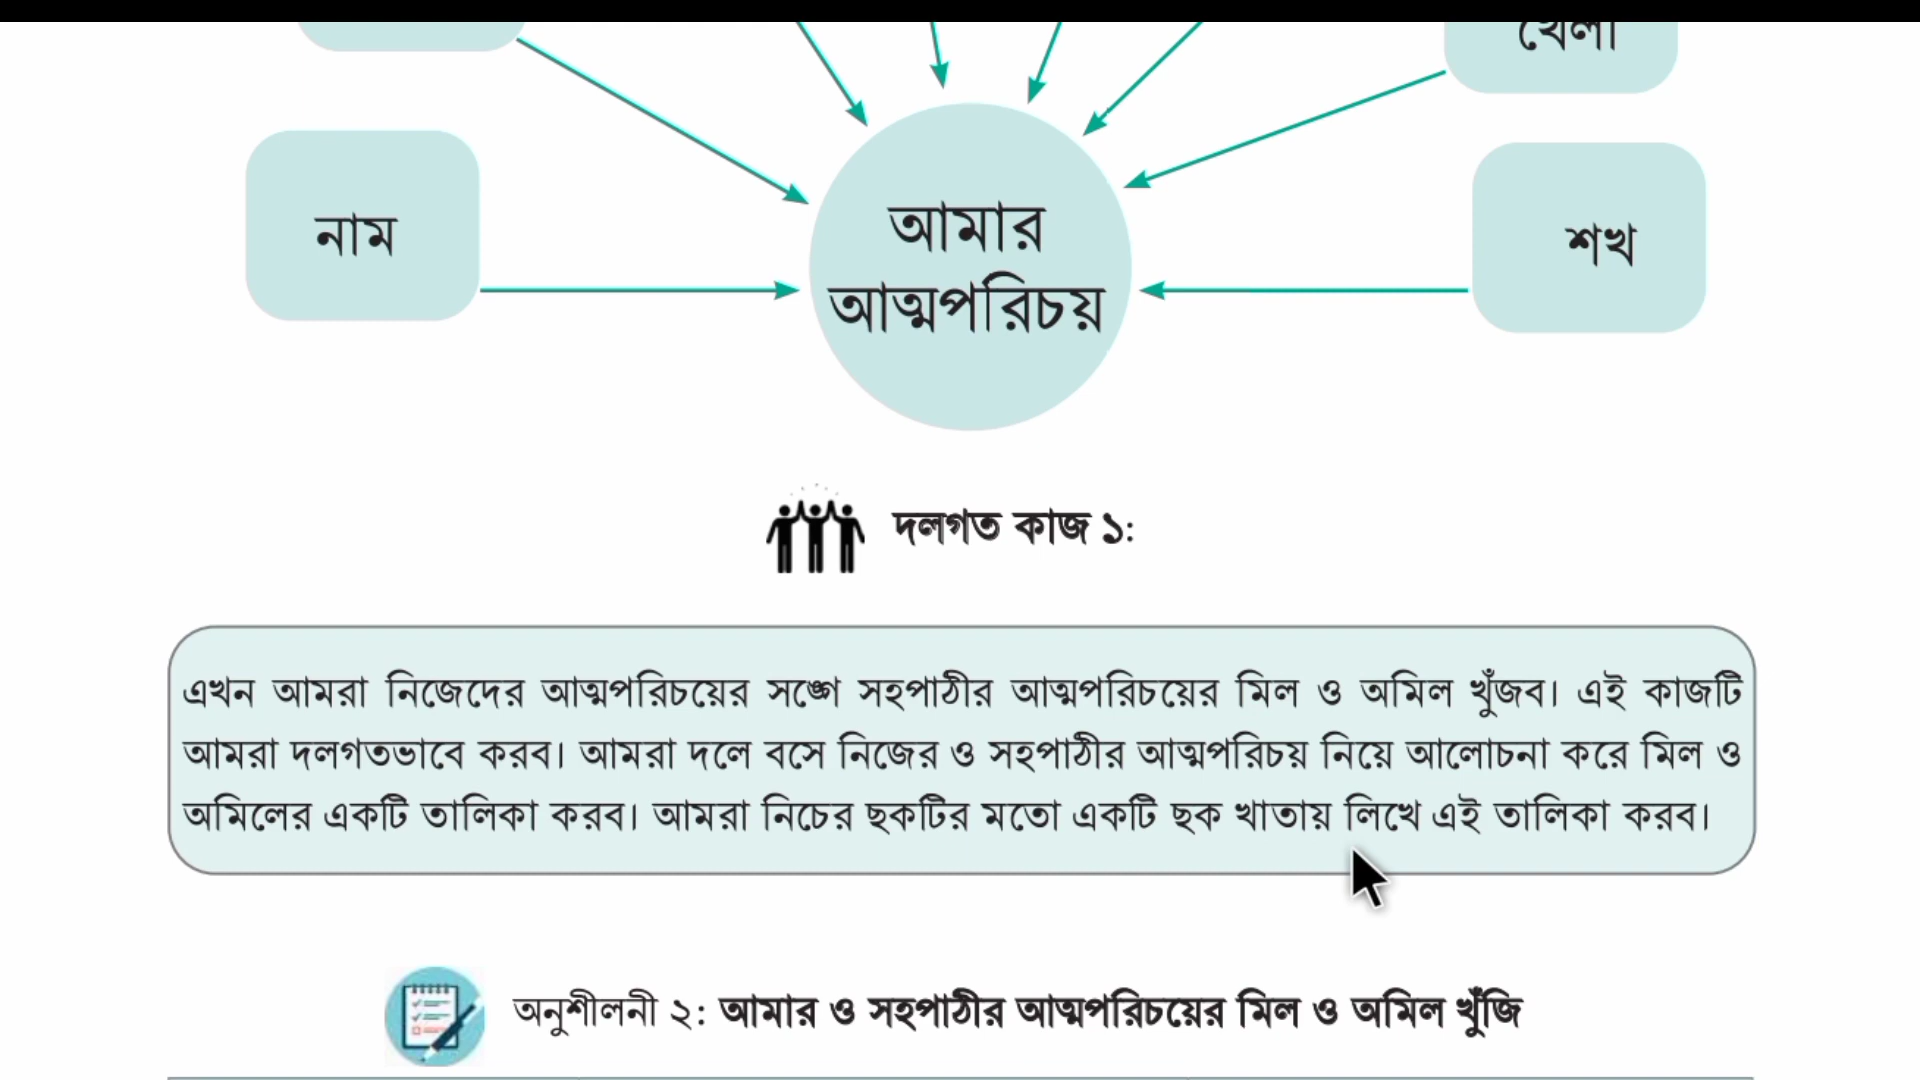 খেলা
নাম
আমার
আত্মপরিচয়
শখ
দলগত কাজ ১:
এখন আমরা নিজেদের আত্মপরিচয়ের সঙ্গে সহপাঠীর আত্মপরিচয়ের মিল ও অমিল খুঁজব। এই কাজটি
আমরা দলগতভাবে করব। আমরা দলে বসে নিজের ও সহপাঠীর আত্মপরিচয় নিয়ে আলোচনা করে মিল ও
অমিলের একটি তালিকা করব। আমরা নিচের ছকটির মতো একটি ছক খাতায় লিখে এই তালিকা করব।
অনুশীলনী ২: আমার ও সহপাঠীর আত্মপরিচয়ের মিল ও অমিল খুঁজি